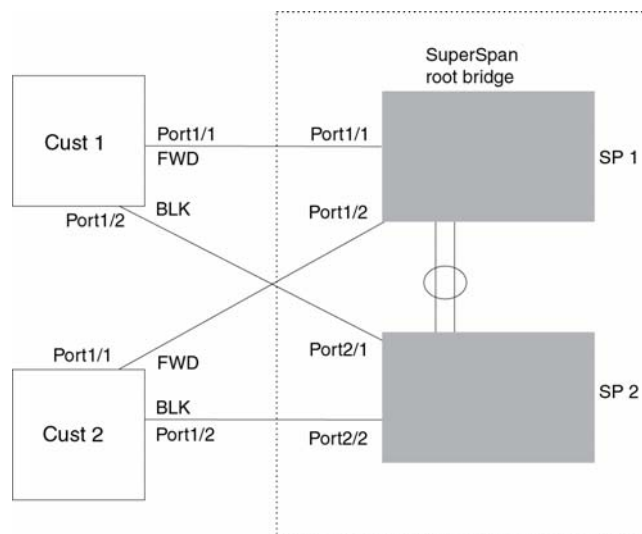 SuperSpan
root bridge
Cust 1
Port1/1
FWD
Port1/1
SP 1
BLK
Port1/2
Port1/2
Port1/1
FWD
Port2/1
BLK
SP 2
Cust 2
Port1/2
Port2/2